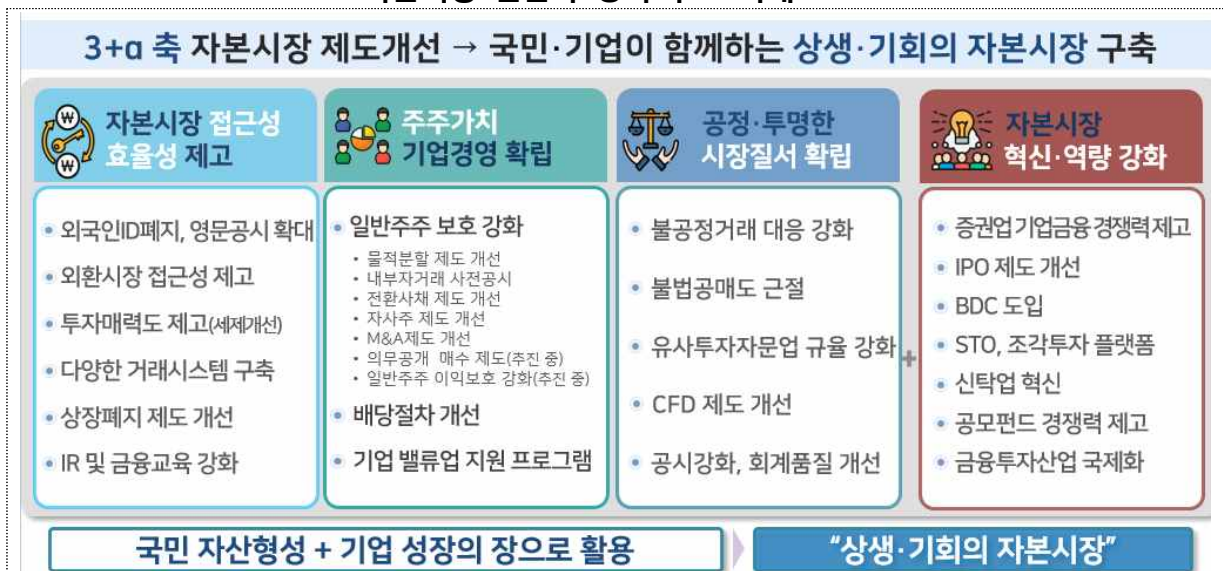 3+α 축 자본시장 제도개선 → 국민·기업이 함께하는 상생·기회의 자본시장 구축
자본시장 접근성
효율성 제고
외국인ID폐지, 영문공시 확대
외환시장 접근성 제고
투자매력도 제고(세제개선)
다양한 거래시스템 구축
상장폐지 제도 개선
IR 및 금융교육 강화
주주가치
기업경영 확립
일반주주 보호 강화
물적분할 제도 개선
내부자거래 사전공시
전환사채 제도 개선
자사주 제도 개선
M&A제도 개선
의무공개 매수 제도(추진 중)
일반주주 이익보호 강화(추진 중)
배당절차 개선
기업 밸류업 지원 프로그램
공정·투명한
시장질서 확립
불공정거래 대응 강화
불법공매도 근절
유사투자자문업 규율 강화
CFD 제도 개선
공시강화, 회계품질 개선
+
자본시장
혁신·역량 강화
증권업 기업금융 경쟁력 제고
IPO 제도 개선
BDC 도입
STO, 조각투자 플랫폼
신탁업 혁신
공모펀드 경쟁력 제고
금융투자산업 국제화
국민 자산형성 + 기업 성장의 장으로 활용
"상생·기회의 자본시장"